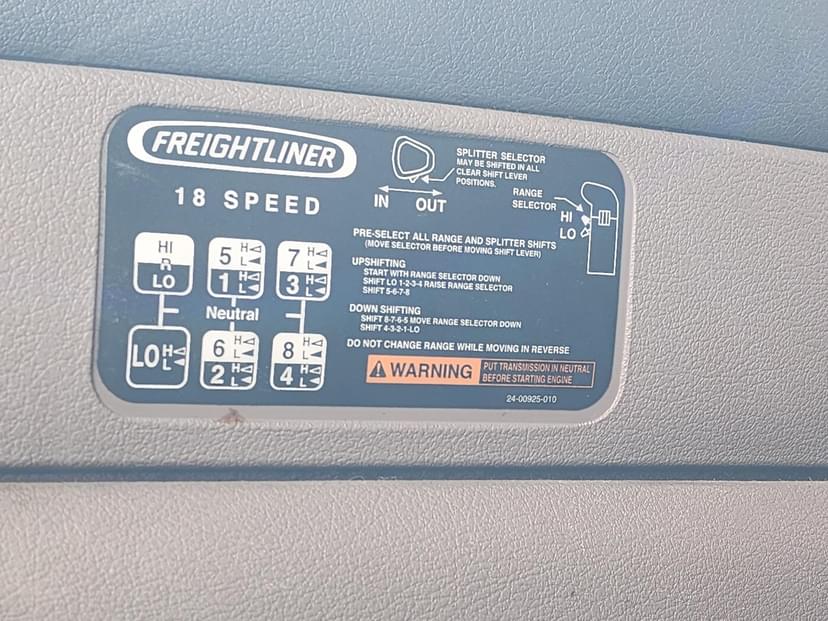 FREIGHTLINER
18 SPEED
SPLITTER SELECTOR
MAY BE SHIFTED IN ALL
CLEAR SHIFT LEVER
POSITIONS.
IN OUT
RANGE
SELECTOR
HI
LO
HI
R
LO
5 H L
1 H L
7 H L
3 H L
Neutral
LO H L
6 H L
2 H L
8 H L
4 H L
PRE-SELECT ALL RANGE AND SPLITTER SHIFTS
(MOVE SELECTOR BEFORE MOVING SHIFT LEVER)
UPSHIFTING
START WITH RANGE SELECTOR DOWN
SHIFT LO 1-2-3-4 RAISE RANGE SELECTOR
SHIFT 5-6-7-8
DOWN SHIFTING
SHIFT 8-7-6-5 MOVE RANGE SELECTOR DOWN
SHIFT 4-3-2-1-LO
DO NOT CHANGE RANGE WHILE MOVING IN REVERSE
WARNING
PUT TRANSMISSION IN NEUTRAL
BEFORE STARTING ENGINE
24-00925-010